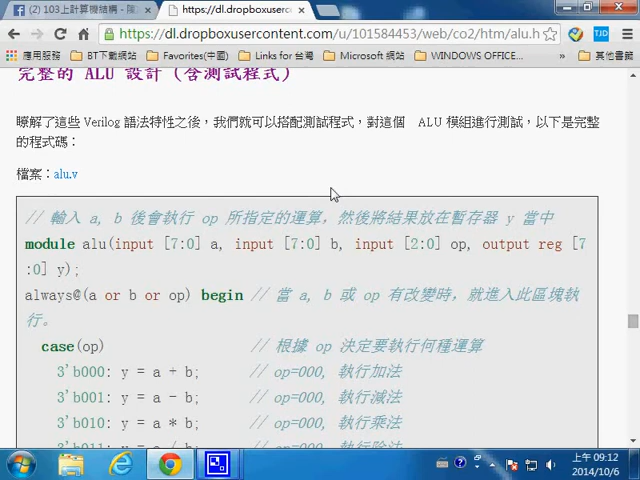 (2) 103上計算機結構 -
https://dl.dropboxuserco
https://dl.dropboxusercontent.com/u/101584453/web/co2/htm/alu.h
應用服務
BT下載網站
Favorites(中國)
Links for 台灣
Microsoft 網站
WINDOWS OFFICE…
»
其他書籤
完整的 ALU 設計 (含測試程式)
瞭解了這些 Verilog 語法特性之後，我們就可以搭配測試程式，對這個 ALU 模組進行測試，以下是完整
的程式碼：
檔案：alu.v
// 輸入 a, b 後會執行 op 所指定的運算，然後將結果放在暫存器 y 當中
module alu(input [7:0] a, input [7:0] b, input [2:0] op, output reg [7
:0] y);
always@(a or b or op) begin // 當 a, b 或 op 有改變時，就進入此區塊執
行。
case(op) // 根據 op 決定要執行何種運算
3'b000: y = a + b; // op=000, 執行加法
3'b001: y = a - b; // op=000, 執行減法
3'b010: y = a * b; // op=000, 執行乘法
3'b011: y = a / b; // op=000, 執行除法
上午 09:12
2014/10/6